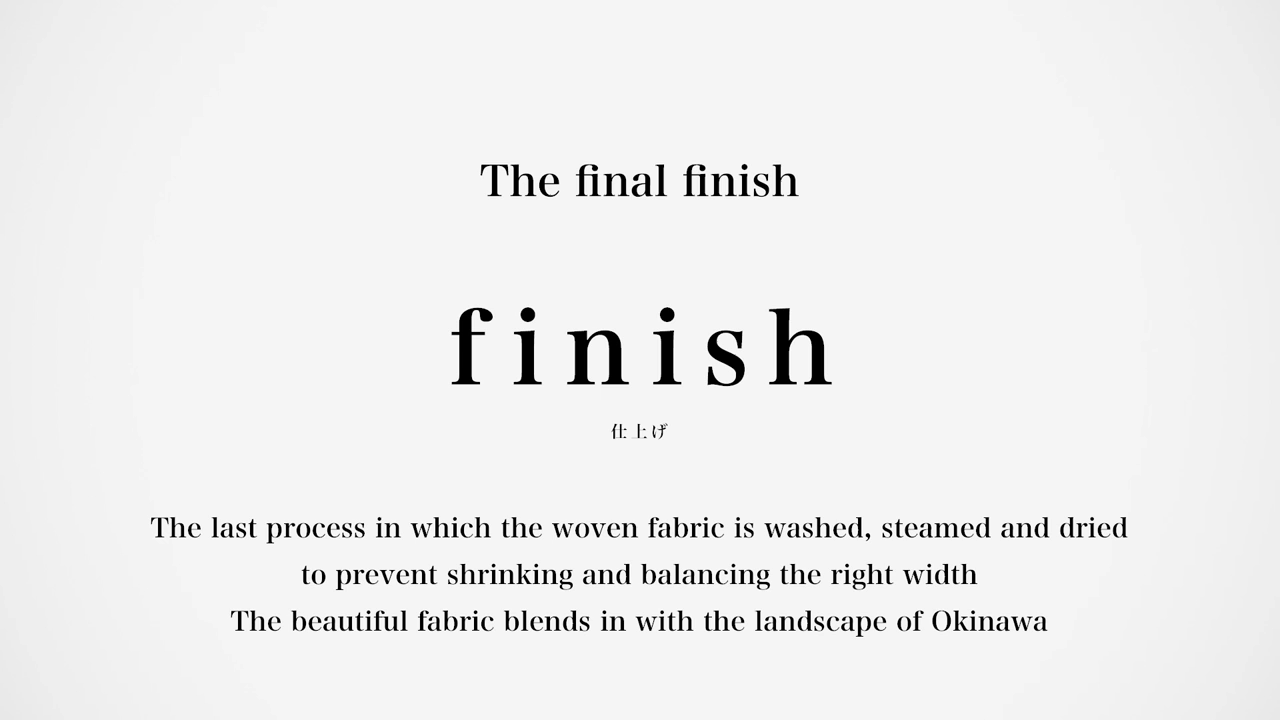 The final finish
finish
仕上げ
The last process in which the woven fabric is washed, steamed and dried
to prevent shrinking and balancing the right width
The beautiful fabric blends in with the landscape of Okinawa